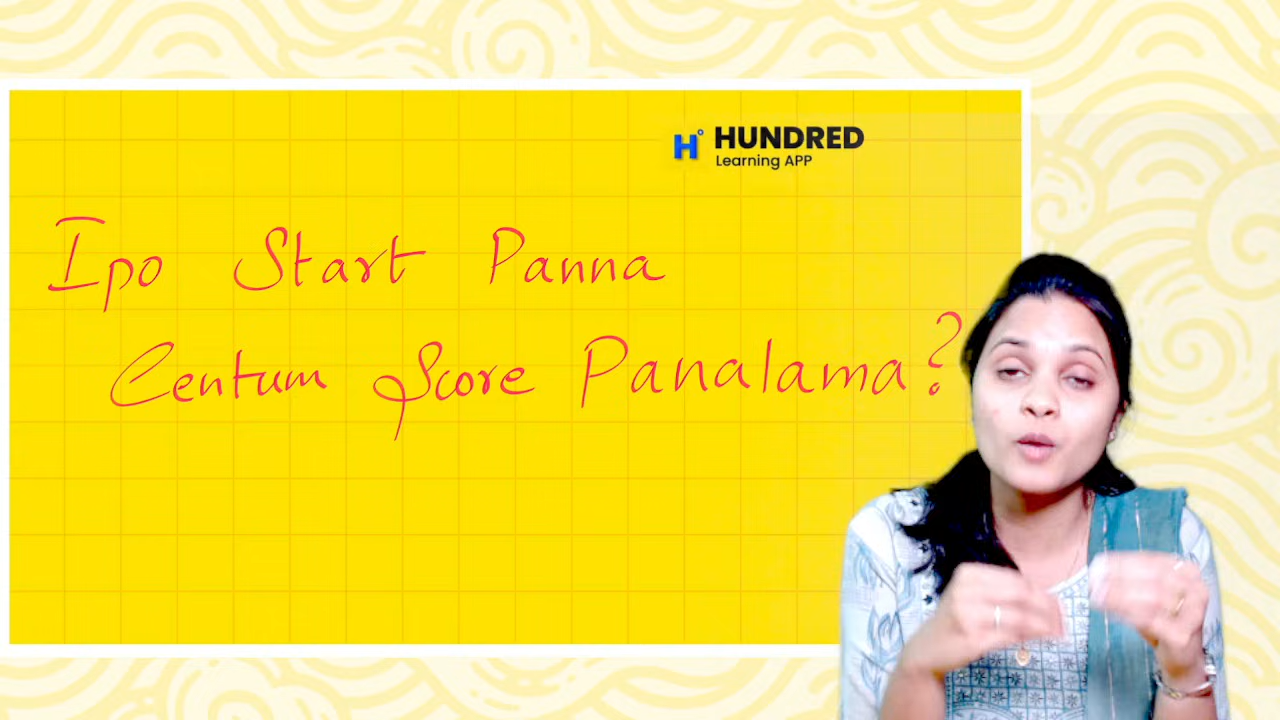 H° HUNDRED
Learning APP
Ipo Start Panna
Centum Score Panalama?